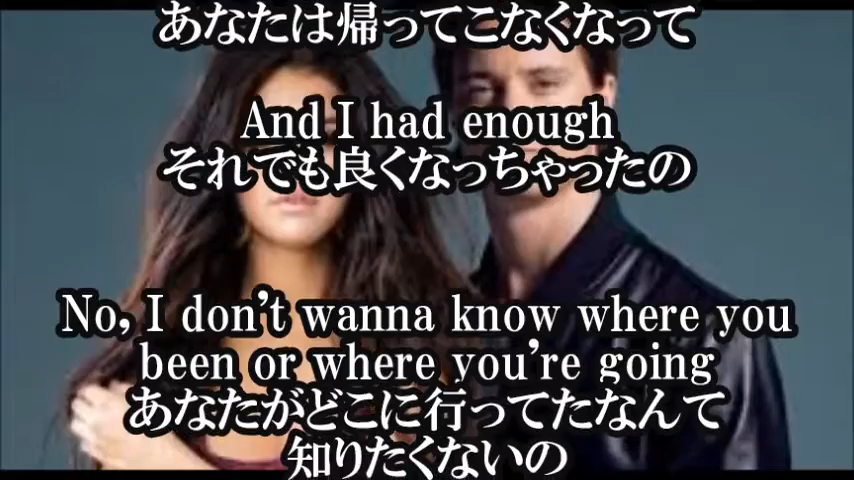 あなたは帰ってこなくなって
And I had enough
それでも良くなっちゃったの
No, I don't wanna know where you
been or where you're going
あなたがどこに行ってたなんて
知りたくないの